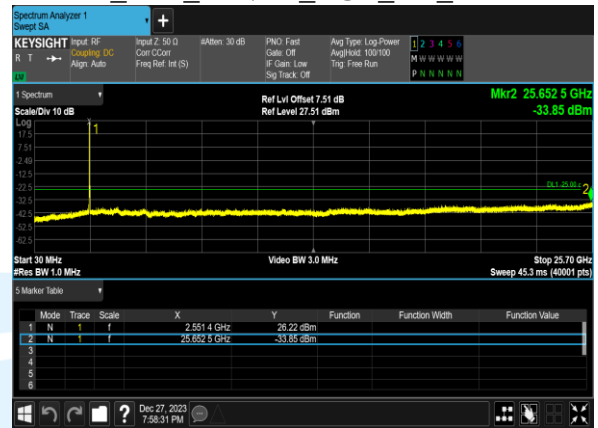 Spectrum Analyzer 1
Swept SA
+
KEYSIGHT Input: RF Input Z: 50 Ω #Atten: 30 dB PNO: Fast Avg Type: Log-Power 1 2 3 4 5 6
R T Coupling: DC Corr CCorr Gate: Off Avg|Hold: 100/100 M W W W W W
Align: Auto Freq Ref: Int (S) IF Gain: Low Trig: Free Run
Sig Track: Off P N N N N N
1 Spectrum
Ref Lvl Offset 7.51 dB Mkr2 25.652 5 GHz
Scale/Div 10 dB Ref Level 27.51 dBm -33.85 dBm
Log
1
17.5
7.51
-2.49
-12.5
-22.5 DL1 -25.00 2
-32.5
-42.5
-52.5
-62.5
Start 30 MHz Video BW 3.0 MHz Stop 25.70 GHz
#Res BW 1.0 MHz Sweep 45.3 ms (40001 pts)
5 Marker Table
Mode Trace Scale X Y Function Function Width Function Value
1 N 1 f 2.551 4 GHz 26.22 dBm
2 N 1 f 25.652 5 GHz -33.85 dBm
3
4
5
6
? Dec 27, 2023
7:58:31 PM